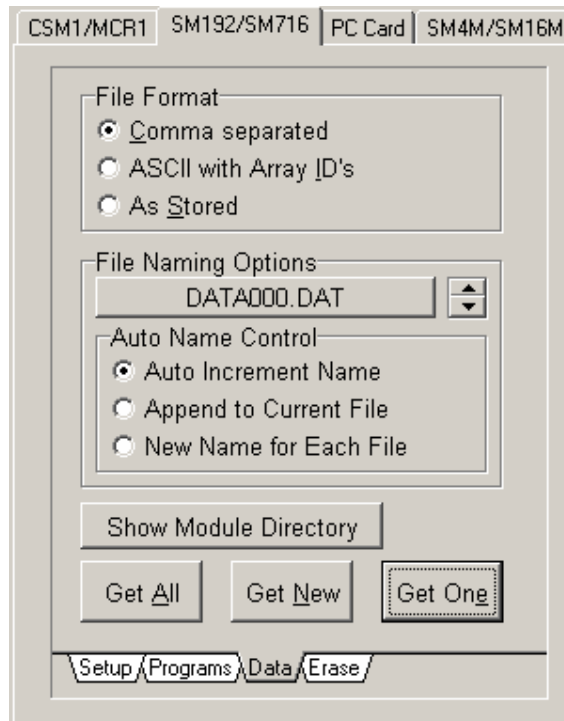 CSM1/MCR1 SM192/SM716 PC Card SM4M/SM16M
File Format
Comma separated
ASCII with Array ID's
As Stored
File Naming Options
DATA000.DAT
Auto Name Control
Auto Increment Name
Append to Current File
New Name for Each File
Show Module Directory
Get All Get New Get One
Setup Programs Data Erase